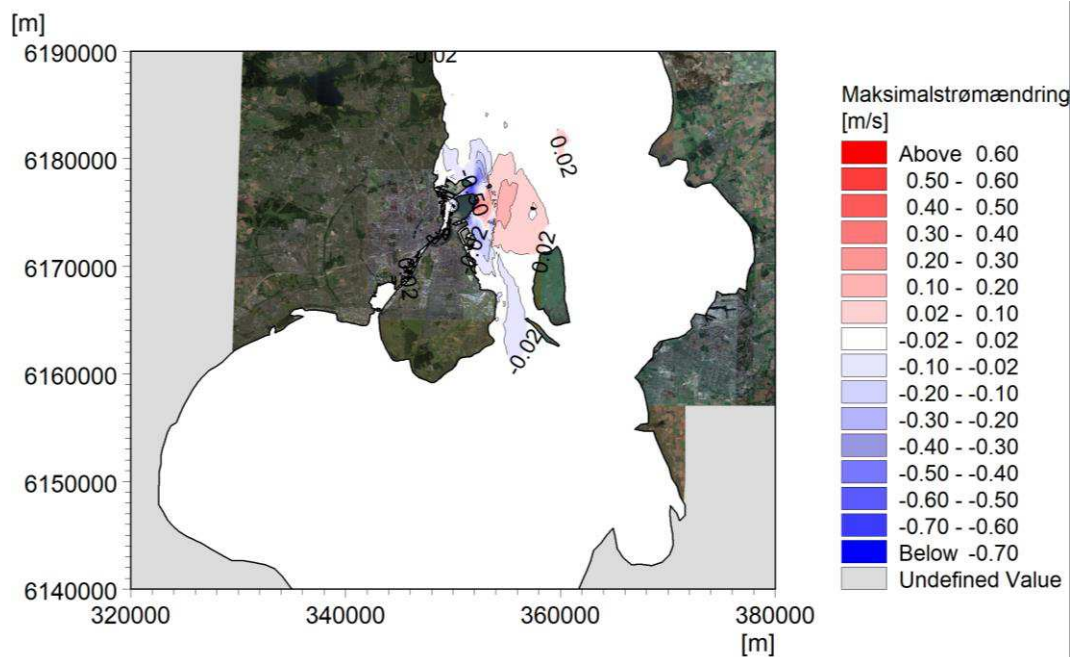 [m]
6190000
6180000
6170000
6160000
6150000
6140000
320000
340000
360000
380000
[m]
-0.02
0.02
0.02
-0.02
Maksimalstrømændring
[m/s]
Above 0.60
0.50 - 0.60
0.40 - 0.50
0.30 - 0.40
0.20 - 0.30
0.10 - 0.20
0.02 - 0.10
-0.02 - 0.02
-0.10 - -0.02
-0.20 - -0.10
-0.30 - -0.20
-0.40 - -0.30
-0.50 - -0.40
-0.60 - -0.50
-0.70 - -0.60
Below -0.70
Undefined Value